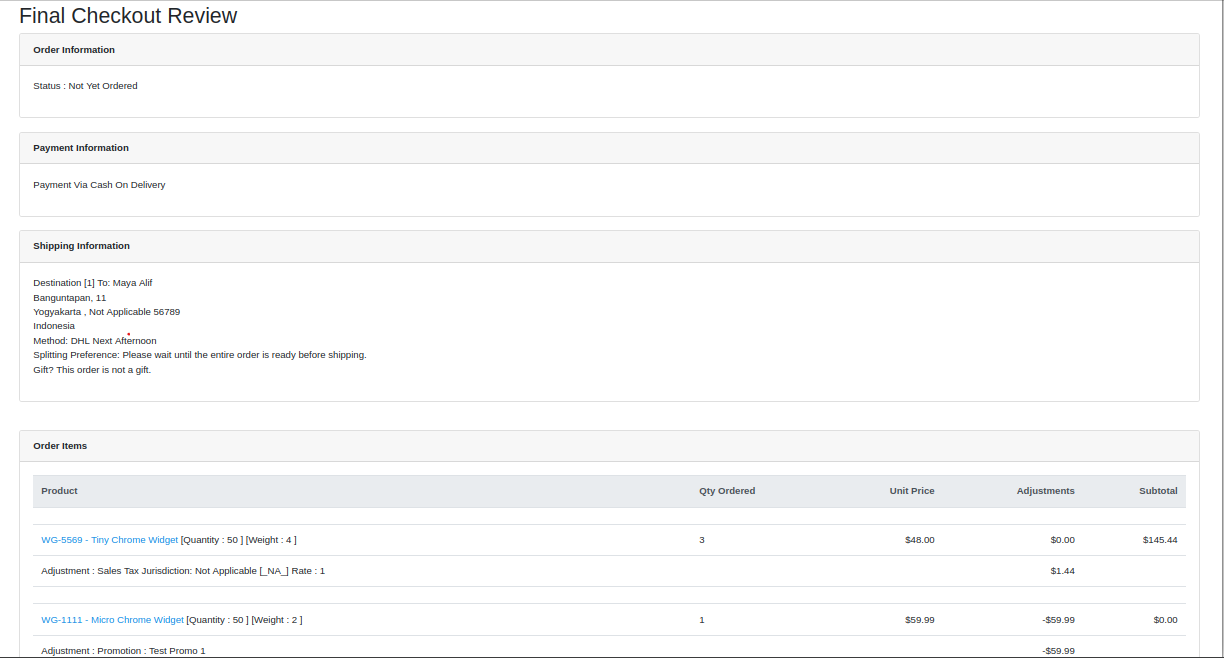 Final Checkout Review
Order Information
Status : Not Yet Ordered
Payment Information
Payment Via Cash On Delivery
Shipping Information
Destination [1] To: Maya Alif
Banguntapan, 11
Yogyakarta , Not Applicable 56789
Indonesia
Method: DHL Next Afternoon
Splitting Preference: Please wait until the entire order is ready before shipping.
Gift? This order is not a gift.
Order Items
Product Qty Ordered Unit Price Adjustments Subtotal
WG-5569 - Tiny Chrome Widget [Quantity : 50 ] [Weight : 4 ] 3 $48.00 $0.00 $145.44
Adjustment : Sales Tax Jurisdiction: Not Applicable [_NA_] Rate : 1 $1.44
WG-1111 - Micro Chrome Widget [Quantity : 50 ] [Weight : 2 ] 1 $59.99 -$59.99 $0.00
Adjustment : Promotion : Test Promo 1 -$59.99